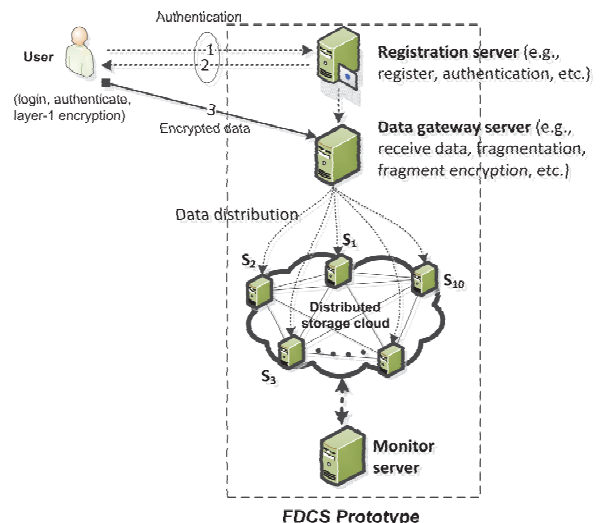 Authentication
1
2
User
(login, authenticate,
layer-1 encryption)
3
Encrypted data
Registration server (e.g.,
register, authentication, etc.)
Data gateway server (e.g.,
receive data, fragmentation,
fragment encryption, etc.)
Data distribution
S1
S2
S10
Distributed
storage cloud
S3
Monitor
server
FDCS Prototype